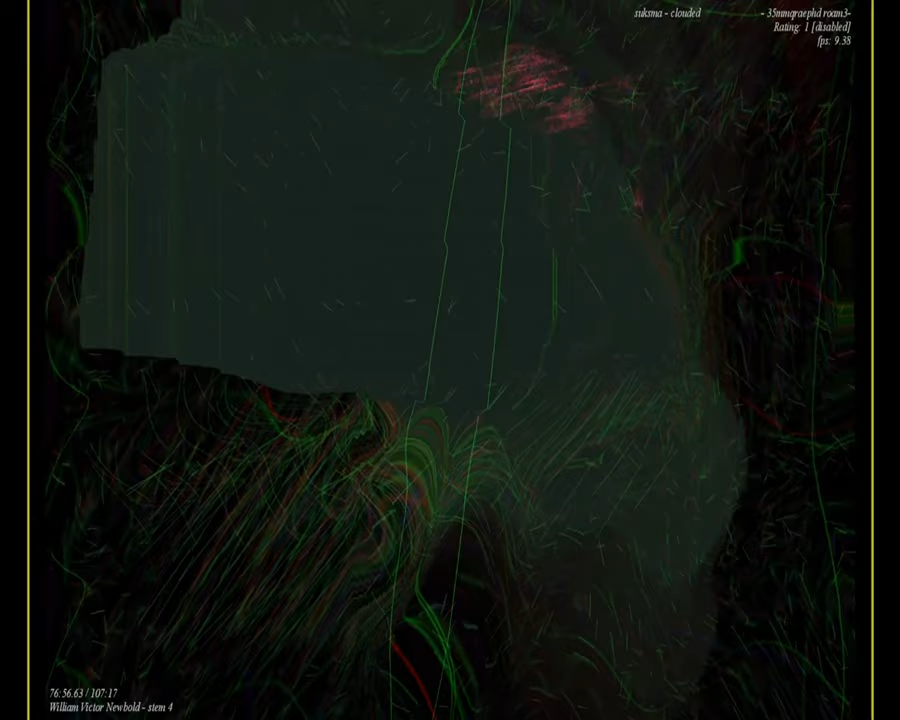 suksma - clouded
- 35mmqraephd roam3-
Rating: 1 [disabled]
fps: 9.38
76:56.63 / 107:17
William Victor Newbold - stem 4